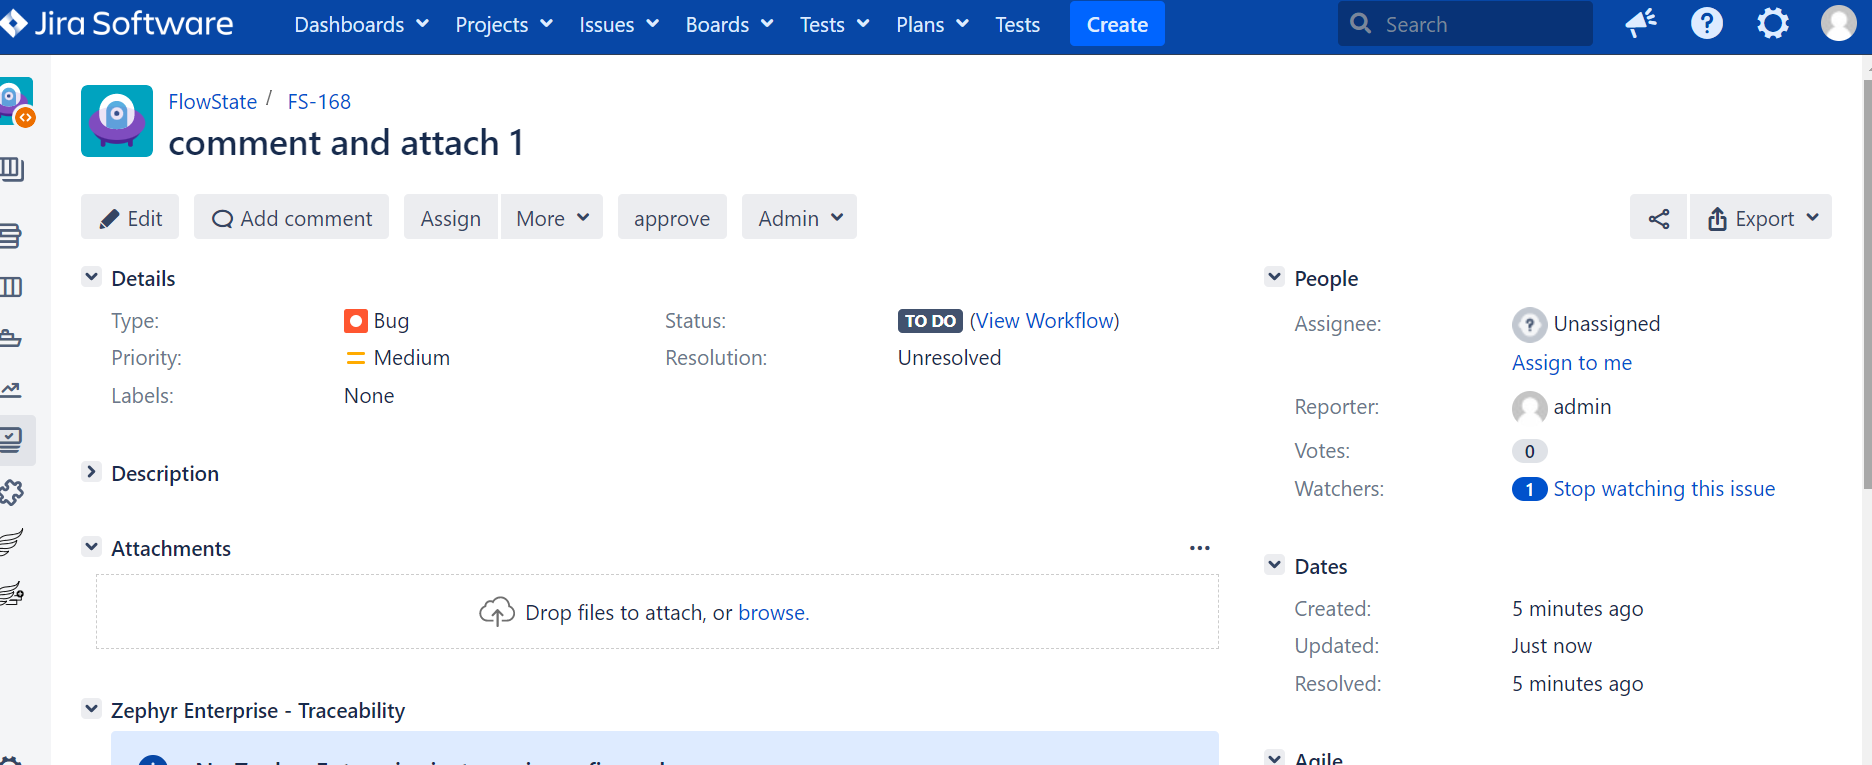 Jira Software Dashboards Projects Issues Boards Tests Plans Tests Create Search
FlowState / FS-168
comment and attach 1
Edit Add comment Assign More approve Admin Export
Details
Type: Bug Status: TO DO (View Workflow)
Priority: Medium Resolution: Unresolved
Labels: None
Description
Attachments
Drop files to attach, or browse.
Zephyr Enterprise - Traceability
People
Assignee: Unassigned
Assign to me
Reporter: admin
Votes: 0
Watchers: 1 Stop watching this issue
Dates
Created: 5 minutes ago
Updated: Just now
Resolved: 5 minutes ago
Agile